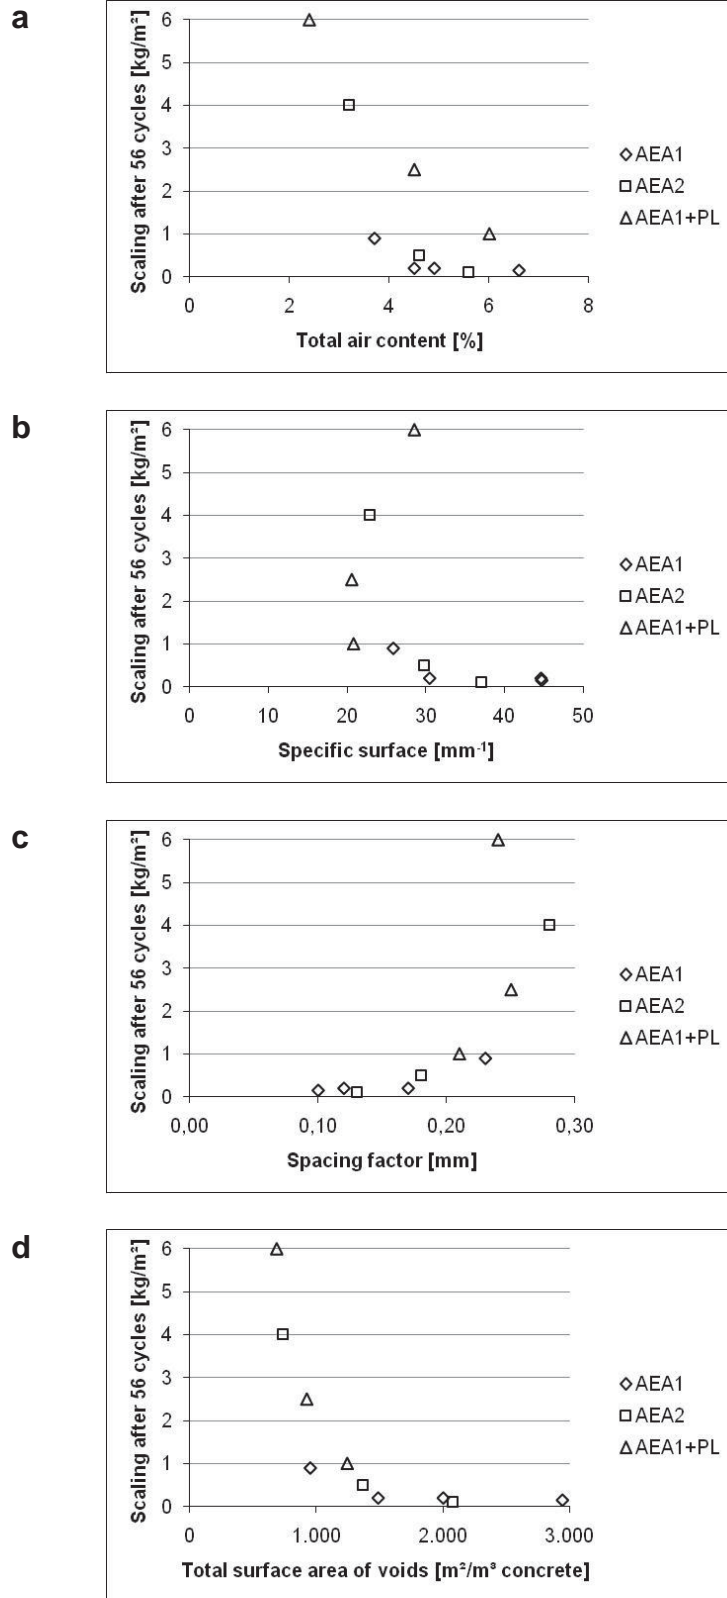 a
Scaling after 56 cycles [kg/m²]
6
5
4
3
2
1
0
0 2 4 6 8
Total air content [%]
AEA1
AEA2
AEA1+PL
b
Scaling after 56 cycles [kg/m²]
6
5
4
3
2
1
0
0 10 20 30 40 50
Specific surface [mm⁻¹]
AEA1
AEA2
AEA1+PL
c
Scaling after 56 cycles [kg/m²]
6
5
4
3
2
1
0
0,00 0,10 0,20 0,30
Spacing factor [mm]
AEA1
AEA2
AEA1+PL
d
Scaling after 56 cycles [kg/m²]
6
5
4
3
2
1
0
0 1.000 2.000 3.000
Total surface area of voids [m²/m³ concrete]
AEA1
AEA2
AEA1+PL